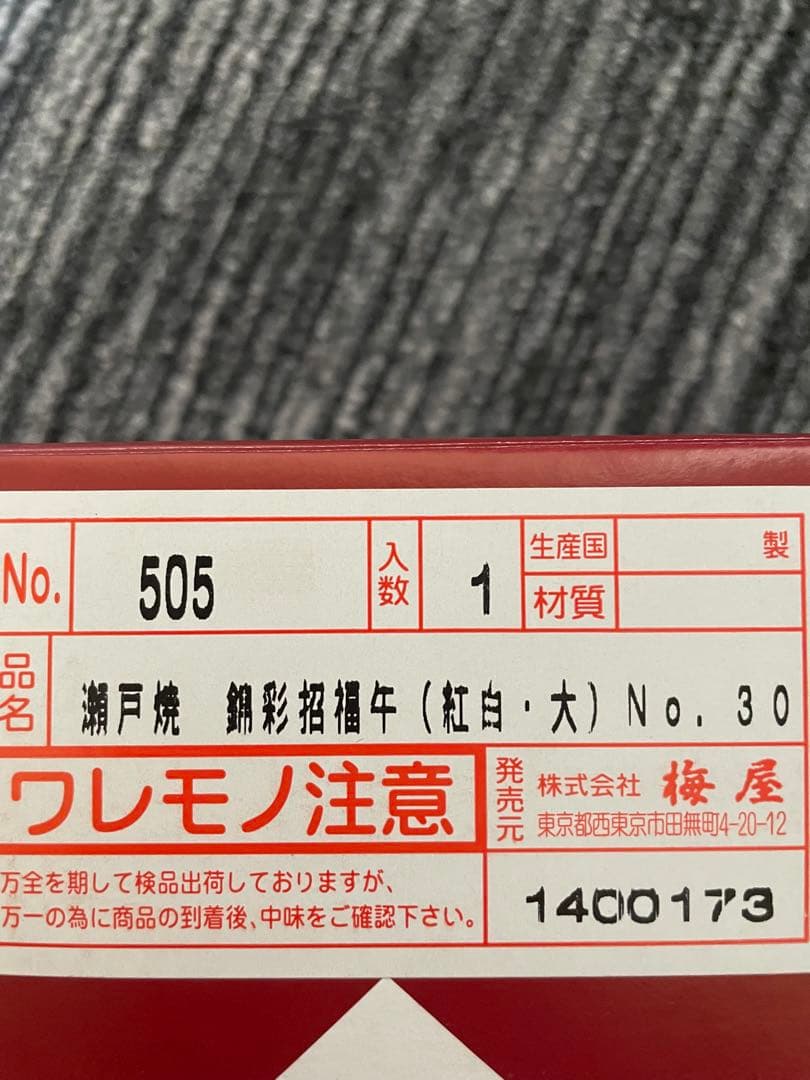 No. 505 入数 1 生産国 製
材質
品名 瀬戸焼 錦彩招福午(紅白・大)No.30
ワレモノ注意 発売元 株式会社 梅屋
東京都西東京市田無町4-20-12
万全を期して検品出荷しておりますが、
万一の為に商品の到着後、中味をご確認下さい。
1400173